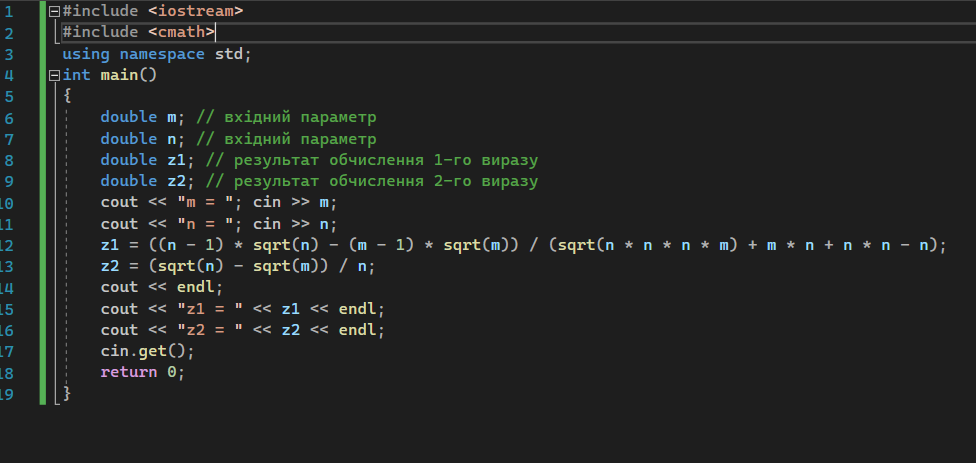 1 #include <iostream>
2 #include <cmath>
3 using namespace std;
4 int main()
5 {
6 double m; // вхідний параметр
7 double n; // вхідний параметр
8 double z1; // результат обчислення 1-го виразу
9 double z2; // результат обчислення 2-го виразу
10 cout << "m = "; cin >> m;
11 cout << "n = "; cin >> n;
12 z1 = ((n - 1) * sqrt(n) - (m - 1) * sqrt(m)) / (sqrt(n * n * n * m) + m * n + n * n - n);
13 z2 = (sqrt(n) - sqrt(m)) / n;
14 cout << endl;
15 cout << "z1 = " << z1 << endl;
16 cout << "z2 = " << z2 << endl;
17 cin.get();
18 return 0;
19 }